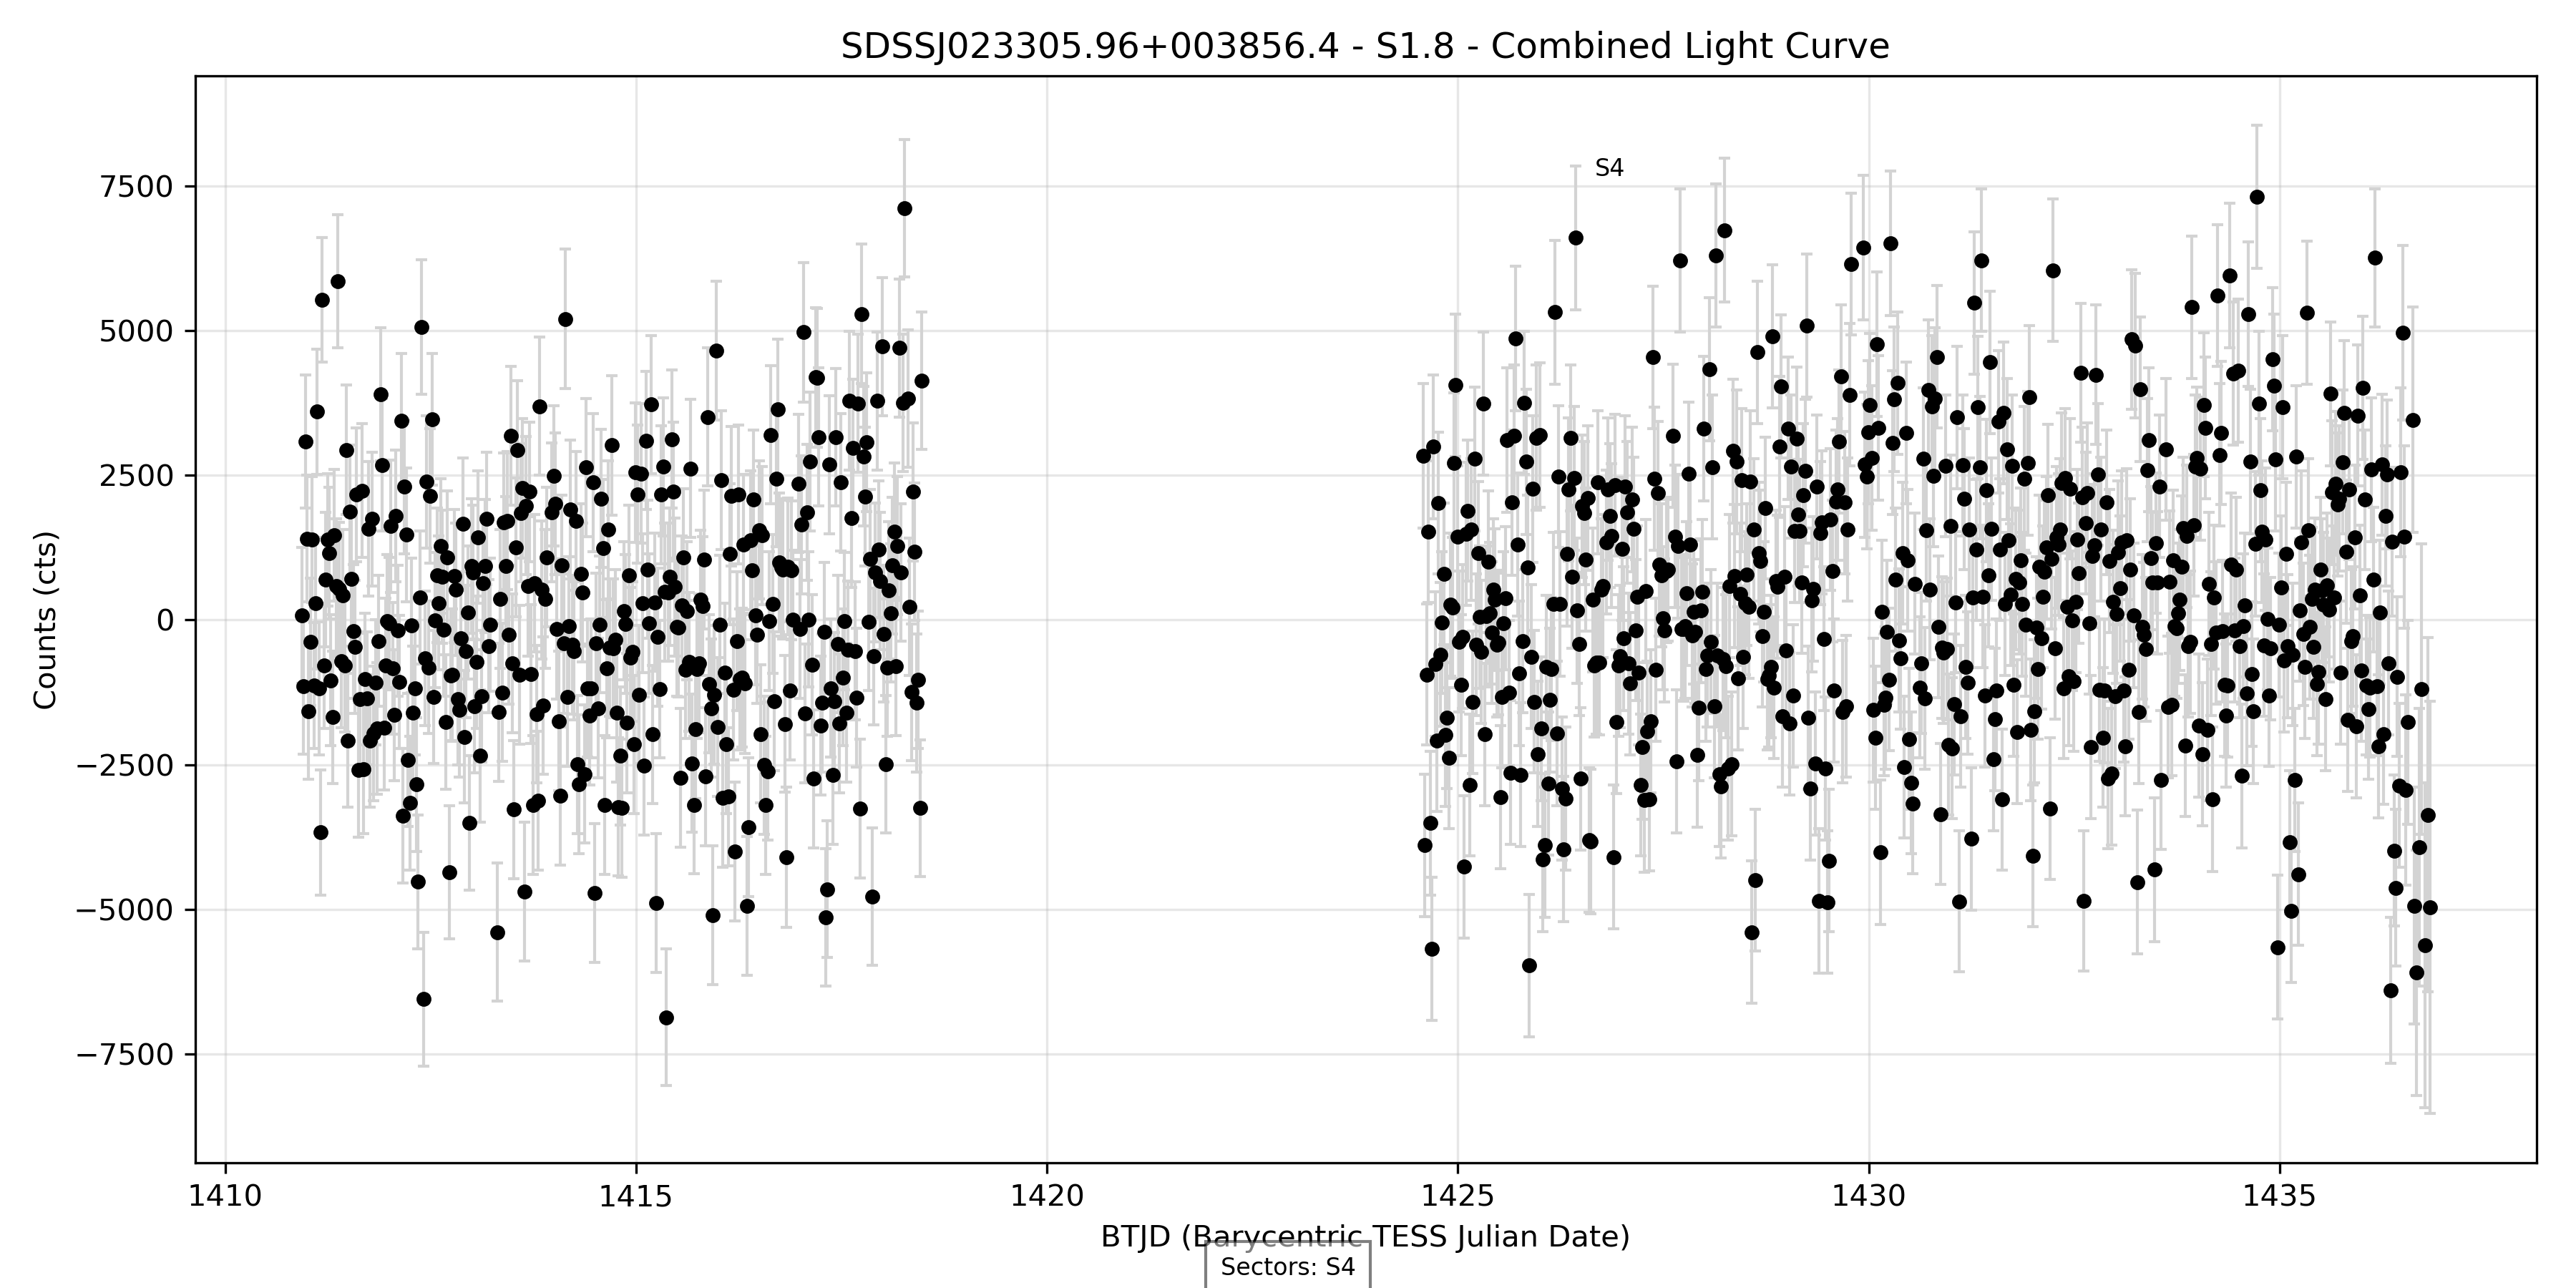 SDSSJ023305.96+003856.4 - S1.8 - Combined Light Curve
S4
7500
5000
2500
0
−2500
−5000
−7500
Counts (cts)
1410 1415 1420 1425 1430 1435
BTJD (Barycentric TESS Julian Date)
Sectors: S4